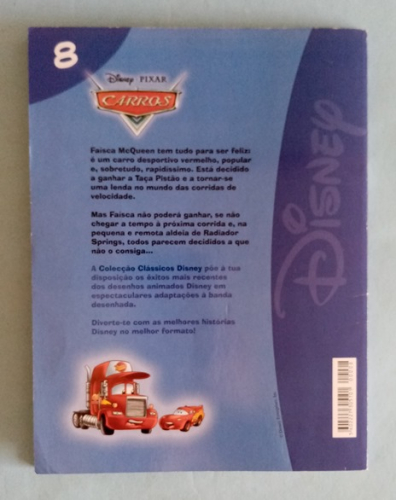 8
Disney · PIXAR
CARROS
Faísca McQueen tem tudo para ser feliz:
é um carro desportivo vermelho, popular
e, sobretudo, rapidíssimo. Está decidido
a ganhar a Taça Pistão e a tornar-se
uma lenda no mundo das corridas de
velocidade.
Mas Faísca não poderá ganhar, se não
chegar a tempo à próxima corrida e, na
pequena e remota aldeia de Radiador
Springs, todos parecem decididos a que
não o consiga...
A Colecção Clássicos Disney põe à tua
disposição os êxitos mais recentes
dos desenhos animados Disney em
espectaculares adaptações à banda
desenhada.
Diverte-te com as melhores histórias
Disney no melhor formato!
DISNEY